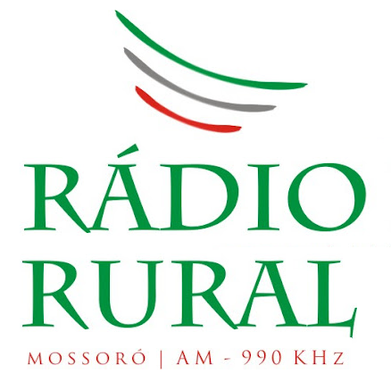 RÁDIO
RURAL
MOSSORÓ | AM - 990 KHz